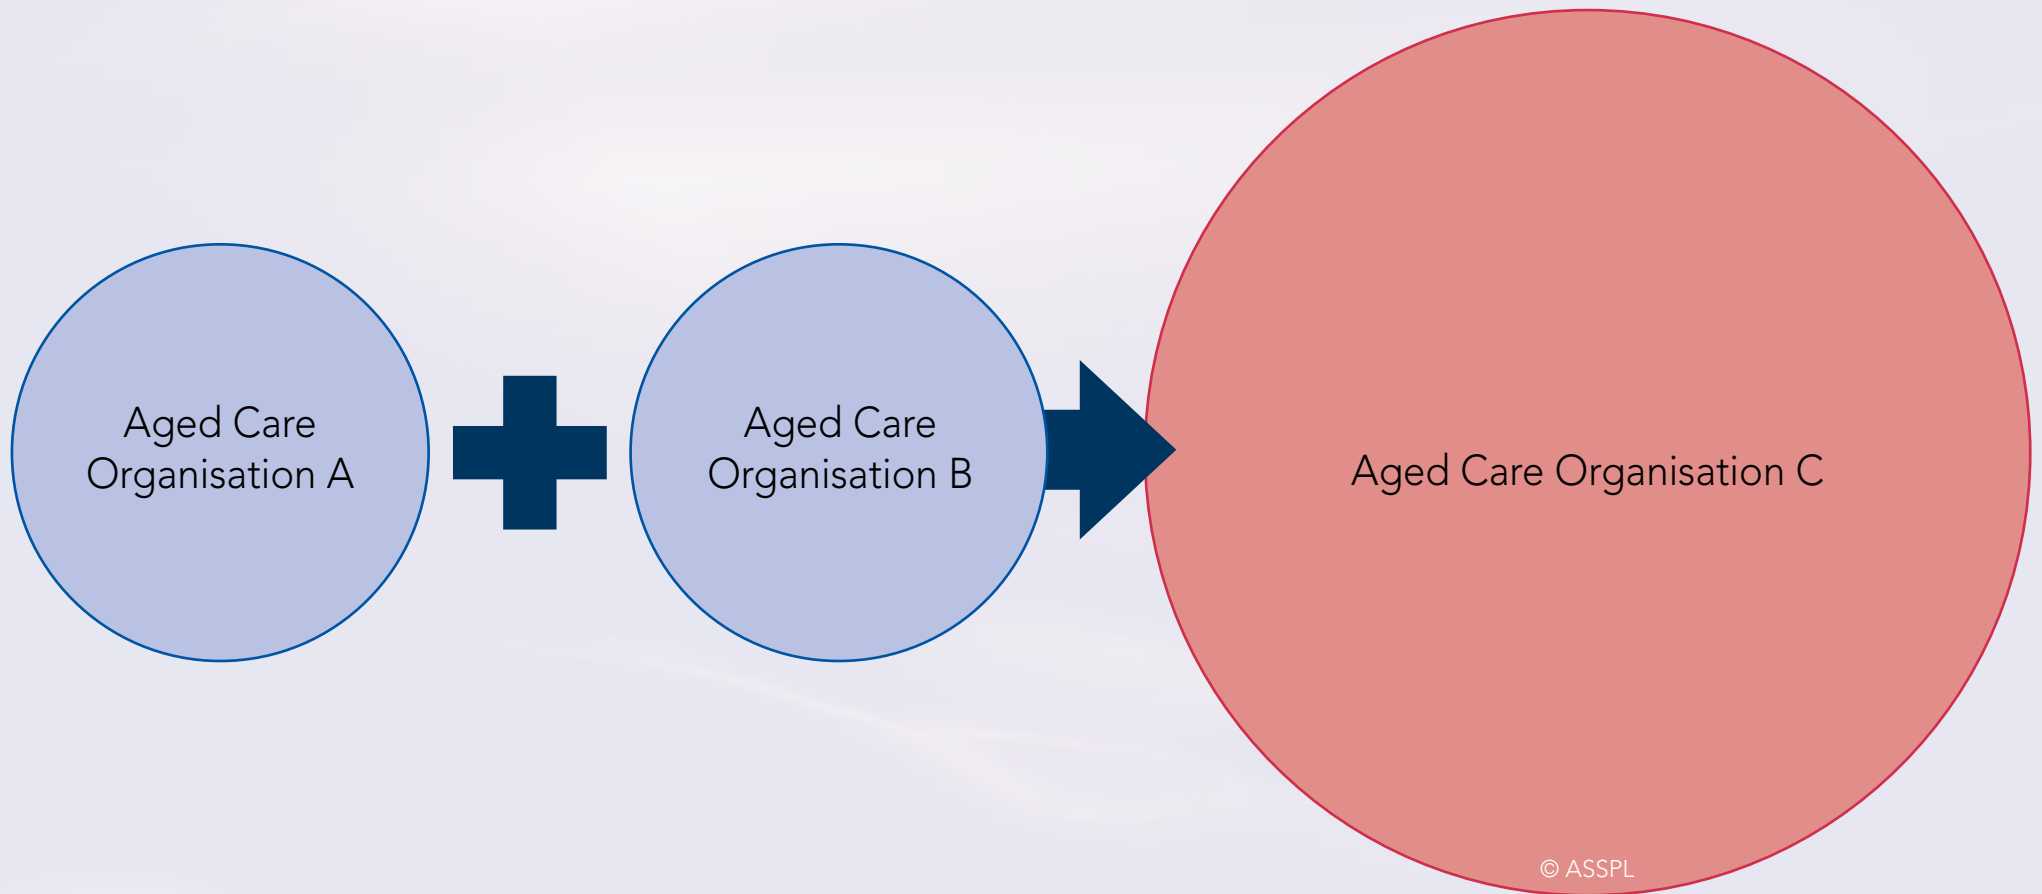 Aged Care
Organisation A
Aged Care
Organisation B
Aged Care Organisation C
© ASSPL